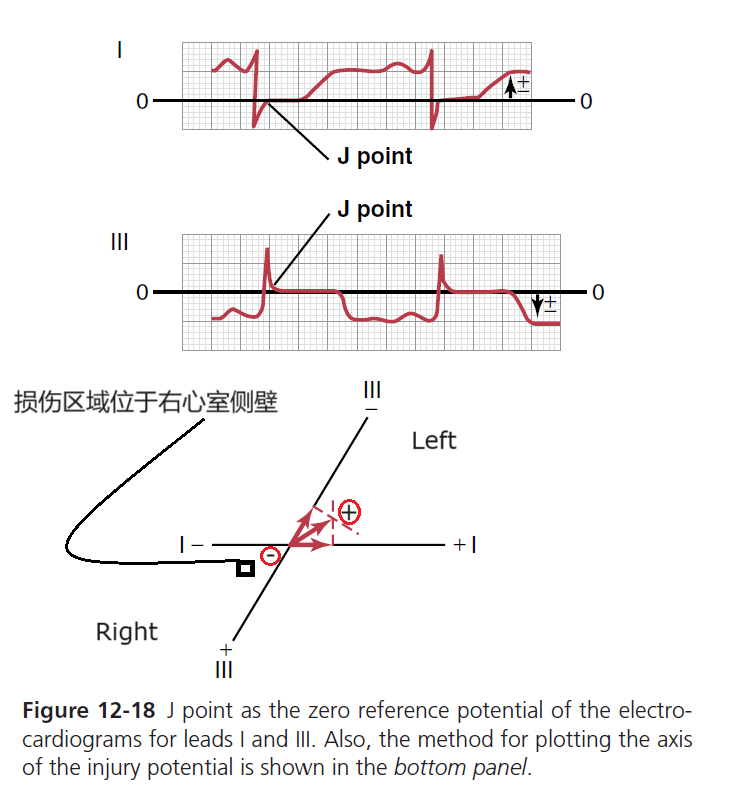 I
0
±
0
J point
J point
III
0
±
0
损伤区域位于右心室侧壁
III
−
Left
+
I −
-
+ I
Right
+
III
Figure 12-18 J point as the zero reference potential of the electro-
cardiograms for leads I and III. Also, the method for plotting the axis
of the injury potential is shown in the bottom panel.